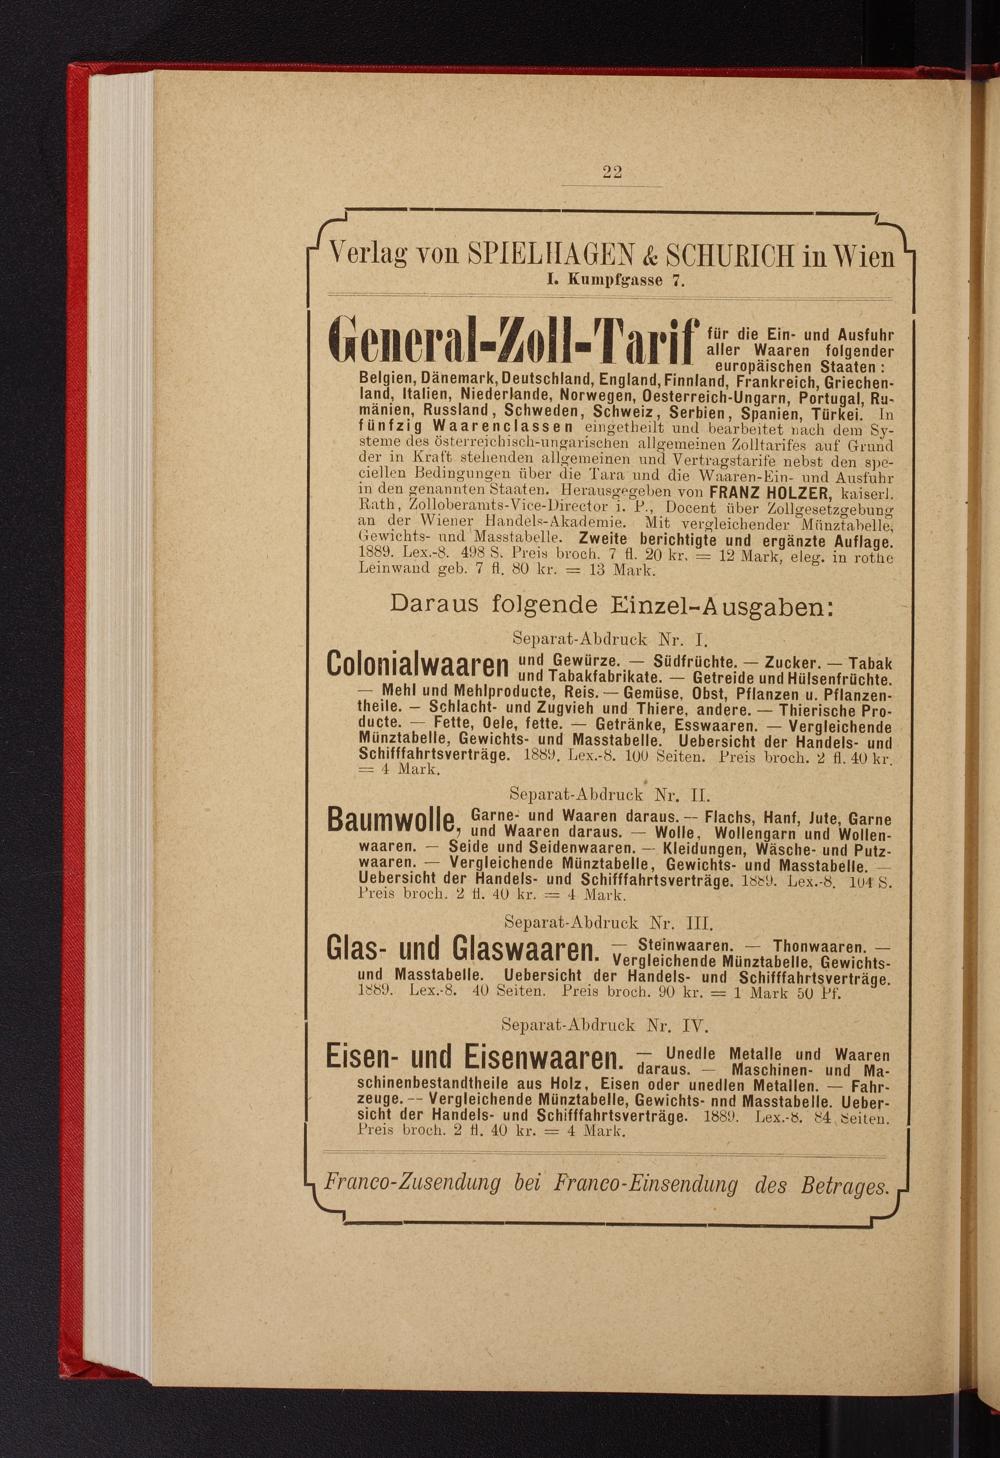 22
Verlag von SPIELHAGEN & SCHURICH in Wien
I. Kumpfgasse 7.
General-Zoll-Tarif für die Ein- und Ausfuhr
aller Waaren folgender
europäischen Staaten:
Belgien, Dänemark, Deutschland, England, Finnland, Frankreich, Griechen-
land, Italien, Niederlande, Norwegen, Oesterreich-Ungarn, Portugal, Ru-
mänien, Russland, Schweden, Schweiz, Serbien, Spanien, Türkei. In
fünfzig Waarenclassen eingetheilt und bearbeitet nach dem Sy-
steme des österreichisch-ungarischen allgemeinen Zolltarifes auf Grund
der in Kraft stehenden allgemeinen und Vertragstarife nebst den spe-
ciellen Bedingungen über die Tara und die Waaren-Ein- und Ausfuhr
in den genannten Staaten. Herausgegeben von FRANZ HOLZER, kaiserl.
Rath, Zolloberamts-Vice-Director i. P., Docent über Zollgesetzgebung
an der Wiener Handels-Akademie. Mit vergleichender Münztabelle,
Gewichts- und Masstabelle. Zweite berichtigte und ergänzte Auflage.
1889. Lex.-8. 498 S. Preis broch. 7 fl. 20 kr. = 12 Mark, eleg. in rothe
Leinwand geb. 7 fl. 80 kr. = 13 Mark.
Daraus folgende Einzel-Ausgaben:
Separat-Abdruck Nr. I.
Colonialwaaren und Gewürze. — Südfrüchte. — Zucker. — Tabak
und Tabakfabrikate. — Getreide und Hülsenfrüchte.
— Mehl und Mehlproducte, Reis. — Gemüse, Obst, Pflanzen u. Pflanzen-
theile. — Schlacht- und Zugvieh und Thiere, andere. — Thierische Pro-
ducte. — Fette, Oele, fette. — Getränke, Esswaaren. — Vergleichende
Münztabelle, Gewichts- und Masstabelle. Uebersicht der Handels- und
Schifffahrtsverträge. 1889. Lex.-8. 100 Seiten. Preis broch. 2 fl. 40 kr.
= 4 Mark.
Separat-Abdruck Nr. II.
Baumwolle, Garne- und Waaren daraus. — Flachs, Hanf, Jute, Garne
und Waaren daraus. — Wolle, Wollengarn und Wollen-
waaren. — Seide und Seidenwaaren. — Kleidungen, Wäsche- und Putz-
waaren. — Vergleichende Münztabelle, Gewichts- und Masstabelle. —
Uebersicht der Handels- und Schifffahrtsverträge. 1889. Lex.-8. 104 S.
Preis broch. 2 fl. 40 kr. = 4 Mark.
Separat-Abdruck Nr. III.
Glas- und Glaswaaren. — Steinwaaren. — Thonwaaren. —
Vergleichende Münztabelle, Gewichts-
und Masstabelle. Uebersicht der Handels- und Schifffahrtsverträge.
1889. Lex.-8. 40 Seiten. Preis broch. 90 kr. = 1 Mark 50 Pf.
Separat-Abdruck Nr. IV.
Eisen- und Eisenwaaren. — Unedle Metalle und Waaren
daraus. — Maschinen- und Ma-
schinenbestandtheile aus Holz, Eisen oder unedlen Metallen. — Fahr-
zeuge. -- Vergleichende Münztabelle, Gewichts- nnd Masstabelle. Ueber-
sicht der Handels- und Schifffahrtsverträge. 1889. Lex.-8. 84 Seiten.
Preis broch. 2 fl. 40 kr. = 4 Mark.
Franco-Zusendung bei Franco-Einsendung des Betrages.